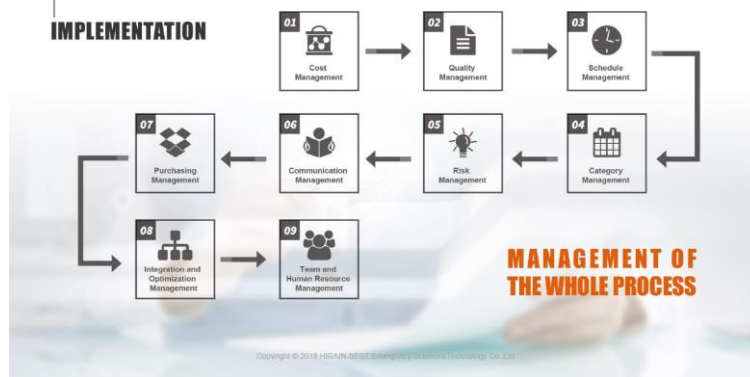 IMPLEMENTATION
01
Cost
Management
02
Quality
Management
03
Schedule
Management
04
Category
Management
05
Risk
Management
06
Communication
Management
07
Purchasing
Management
08
Integration and
Optimization
Management
09
Team and
Human Resource
Management
MANAGEMENT OF
THE WHOLE PROCESS
Copyright © 2018 HIRAIN BEST Emergency Science&Technology Co.,Ltd